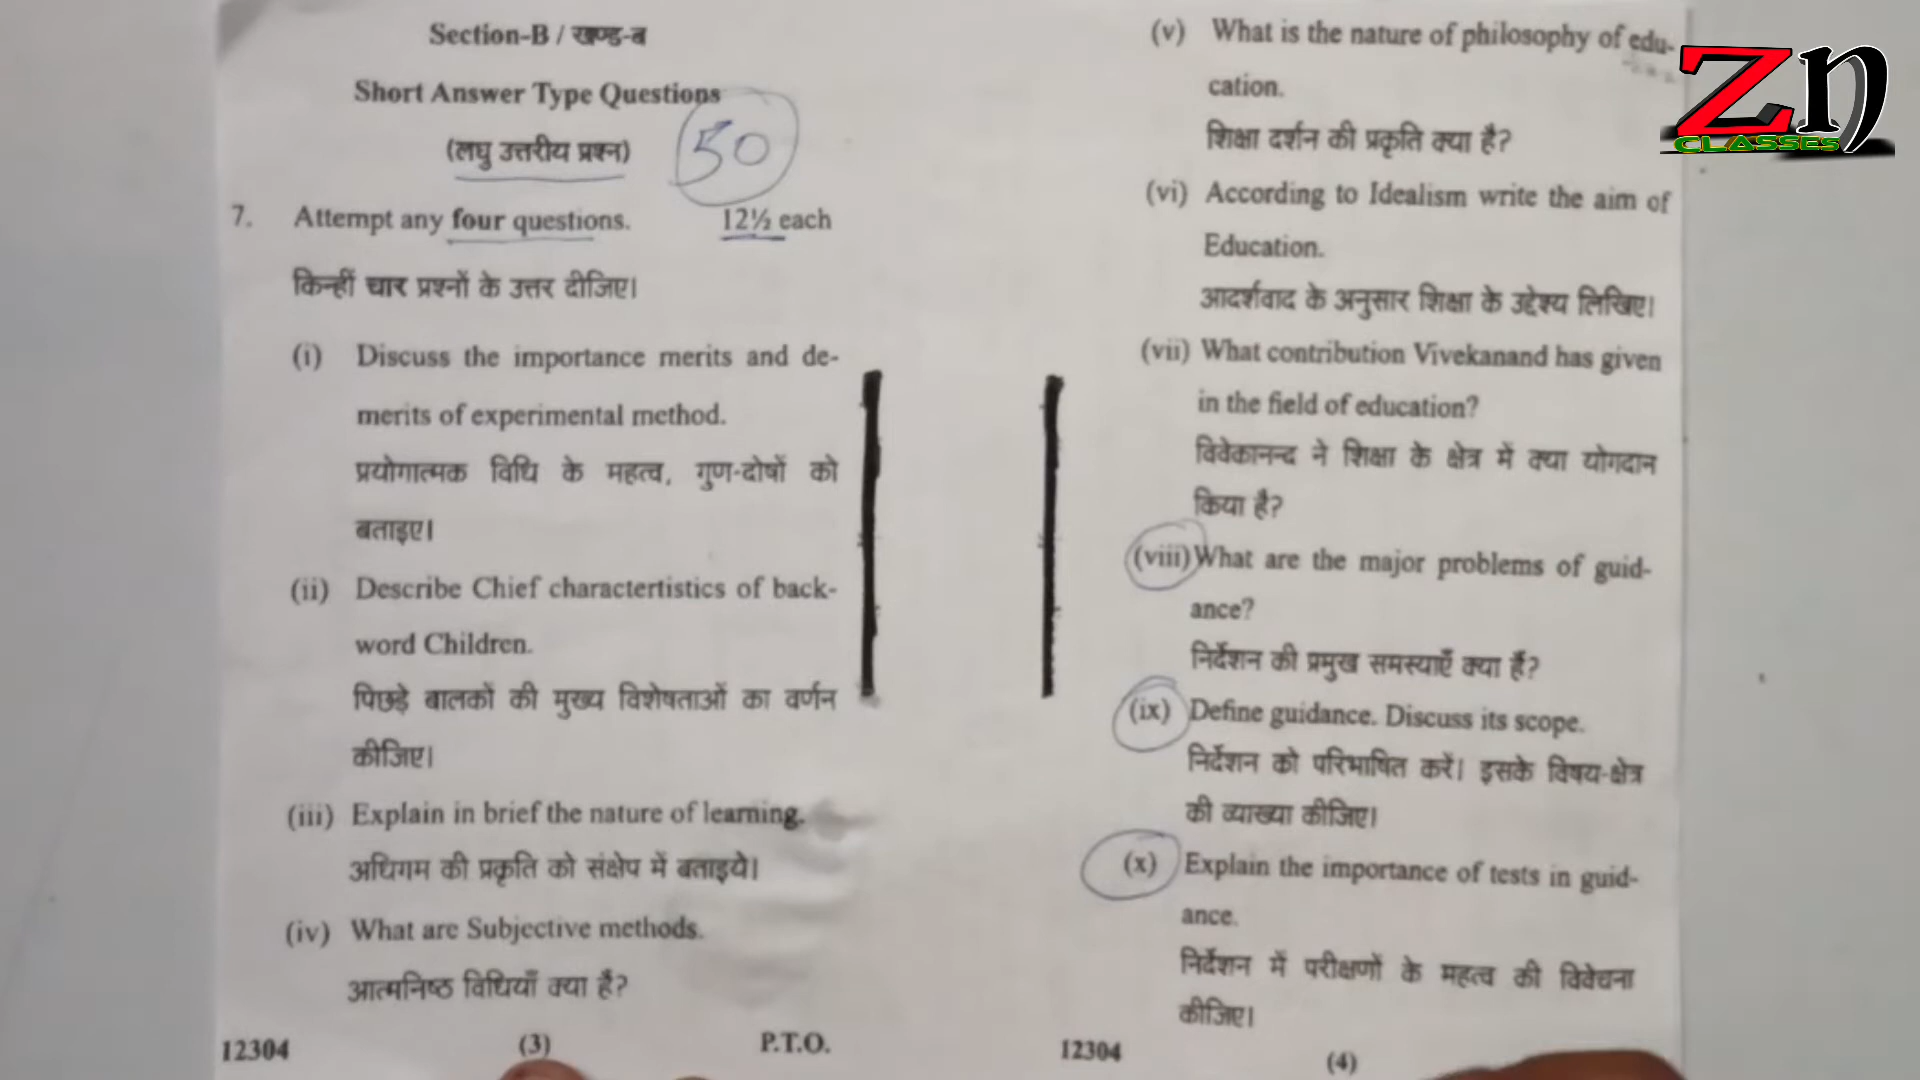 Section-B / खण्ड-ब
Short Answer Type Questions
(लघु उत्तरीय प्रश्न)
50
7. Attempt any four questions. 12½ each
किन्हीं चार प्रश्नों के उत्तर दीजिए।
(i) Discuss the importance merits and de-
merits of experimental method.
प्रयोगात्मक विधि के महत्व, गुण-दोषों को
बताइए।
(ii) Describe Chief charactertistics of back-
word Children.
पिछड़े बालकों की मुख्य विशेषताओं का वर्णन
कीजिए।
(iii) Explain in brief the nature of learning.
अधिगम की प्रकृति को संक्षेप में बताइये।
(iv) What are Subjective methods.
आत्मनिष्ठ विधियाँ क्या हैं?
12304 (3) P.T.O.
(v) What is the nature of philosophy of edu-
cation.
शिक्षा दर्शन की प्रकृति क्या है?
(vi) According to Idealism write the aim of
Education.
आदर्शवाद के अनुसार शिक्षा के उद्देश्य लिखिए।
(vii) What contribution Vivekanand has given
in the field of education?
विवेकानन्द ने शिक्षा के क्षेत्र में क्या योगदान
किया है?
(viii) What are the major problems of guid-
ance?
निर्देशन की प्रमुख समस्याएँ क्या हैं?
(ix) Define guidance. Discuss its scope.
निर्देशन को परिभाषित करें। इसके विषय-क्षेत्र
की व्याख्या कीजिए।
(x) Explain the importance of tests in guid-
ance.
निर्देशन में परीक्षणों के महत्व की विवेचना
कीजिए।
12304 (4)
Zn
CLASSES